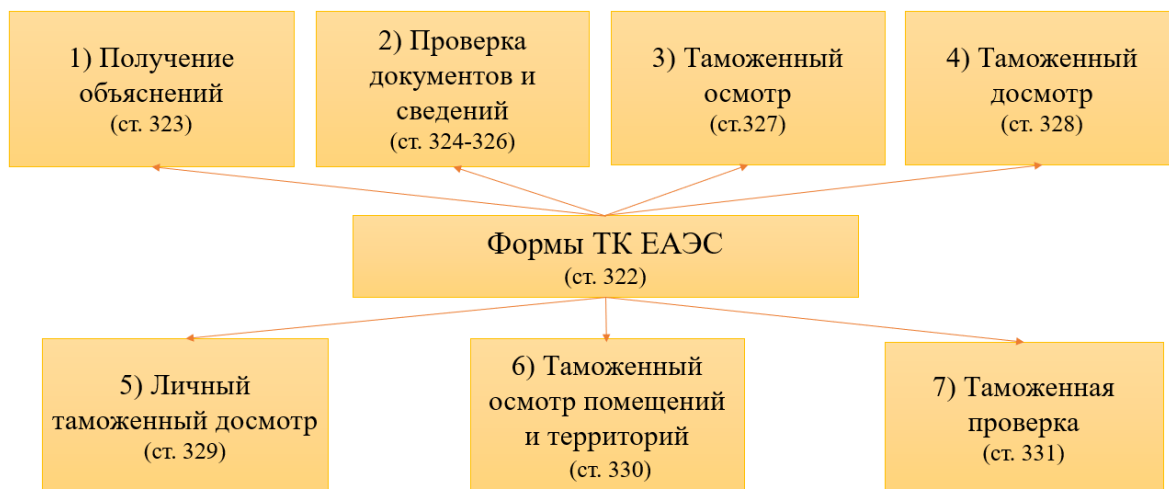 1) Получение
объяснений
(ст. 323)
2) Проверка
документов и
сведений
(ст. 324-326)
3) Таможенный
осмотр
(ст.327)
4) Таможенный
досмотр
(ст. 328)
Формы ТК ЕАЭС
(ст. 322)
5) Личный
таможенный досмотр
(ст. 329)
6) Таможенный
осмотр помещений
и территорий
(ст. 330)
7) Таможенная
проверка
(ст. 331)